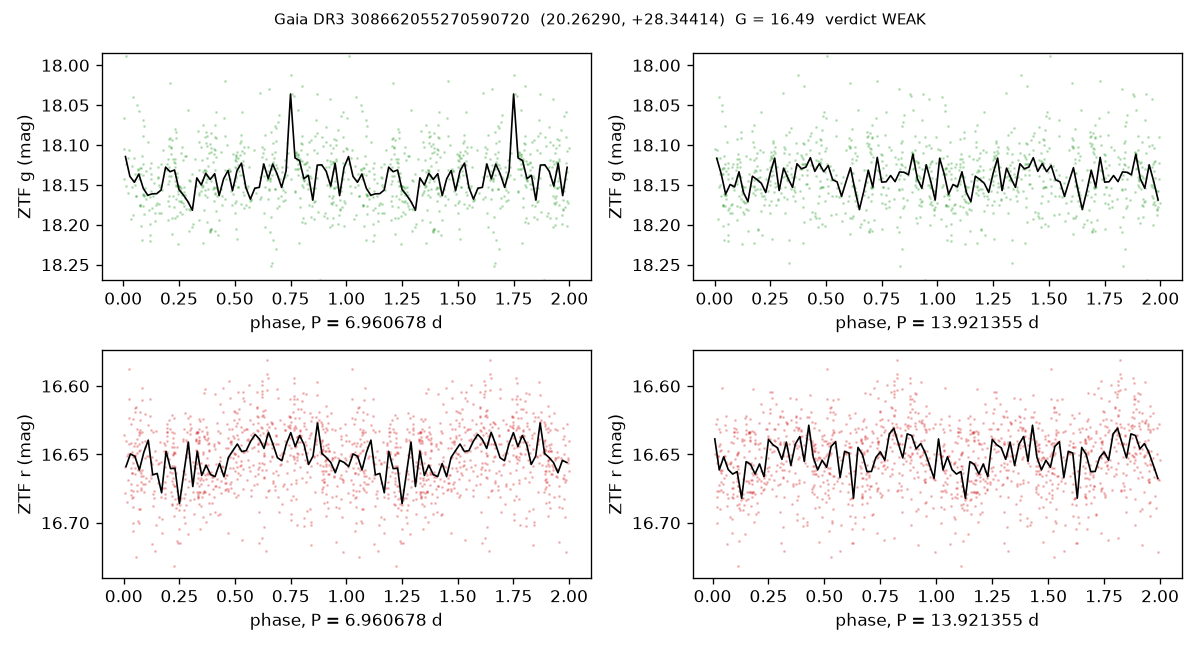 Gaia DR3 308662055270590720  (20.26290, +28.34414)  G = 16.49  verdict WEAK
ZTF g (mag)
18.00
18.05
18.10
18.15
18.20
18.25
0.00 0.25 0.50 0.75 1.00 1.25 1.50 1.75 2.00
phase, P = 6.960678 d
ZTF g (mag)
18.00
18.05
18.10
18.15
18.20
18.25
0.00 0.25 0.50 0.75 1.00 1.25 1.50 1.75 2.00
phase, P = 13.921355 d
ZTF r (mag)
16.60
16.65
16.70
0.00 0.25 0.50 0.75 1.00 1.25 1.50 1.75 2.00
phase, P = 6.960678 d
ZTF r (mag)
16.60
16.65
16.70
0.00 0.25 0.50 0.75 1.00 1.25 1.50 1.75 2.00
phase, P = 13.921355 d